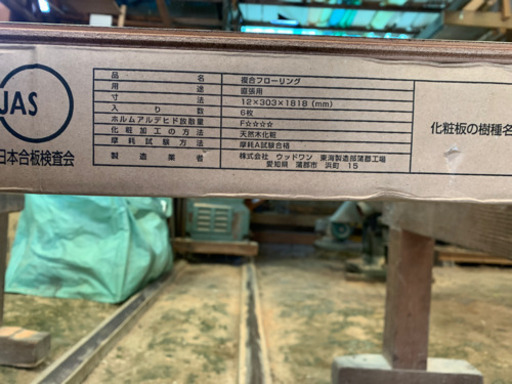 JAS
日本合板検査会
品名 複合フローリング
用途 直張用
寸法 12×303×1818（mm）
入り数 6枚
ホルムアルデヒド放散量 F☆☆☆☆
化粧加工の方法 天然木化粧
摩耗試験方法 摩耗A試験合格
製造業者 株式会社 ウッドワン 東海製造部蒲郡工場
愛知県 蒲郡市 浜町 15
化粧板の樹種名